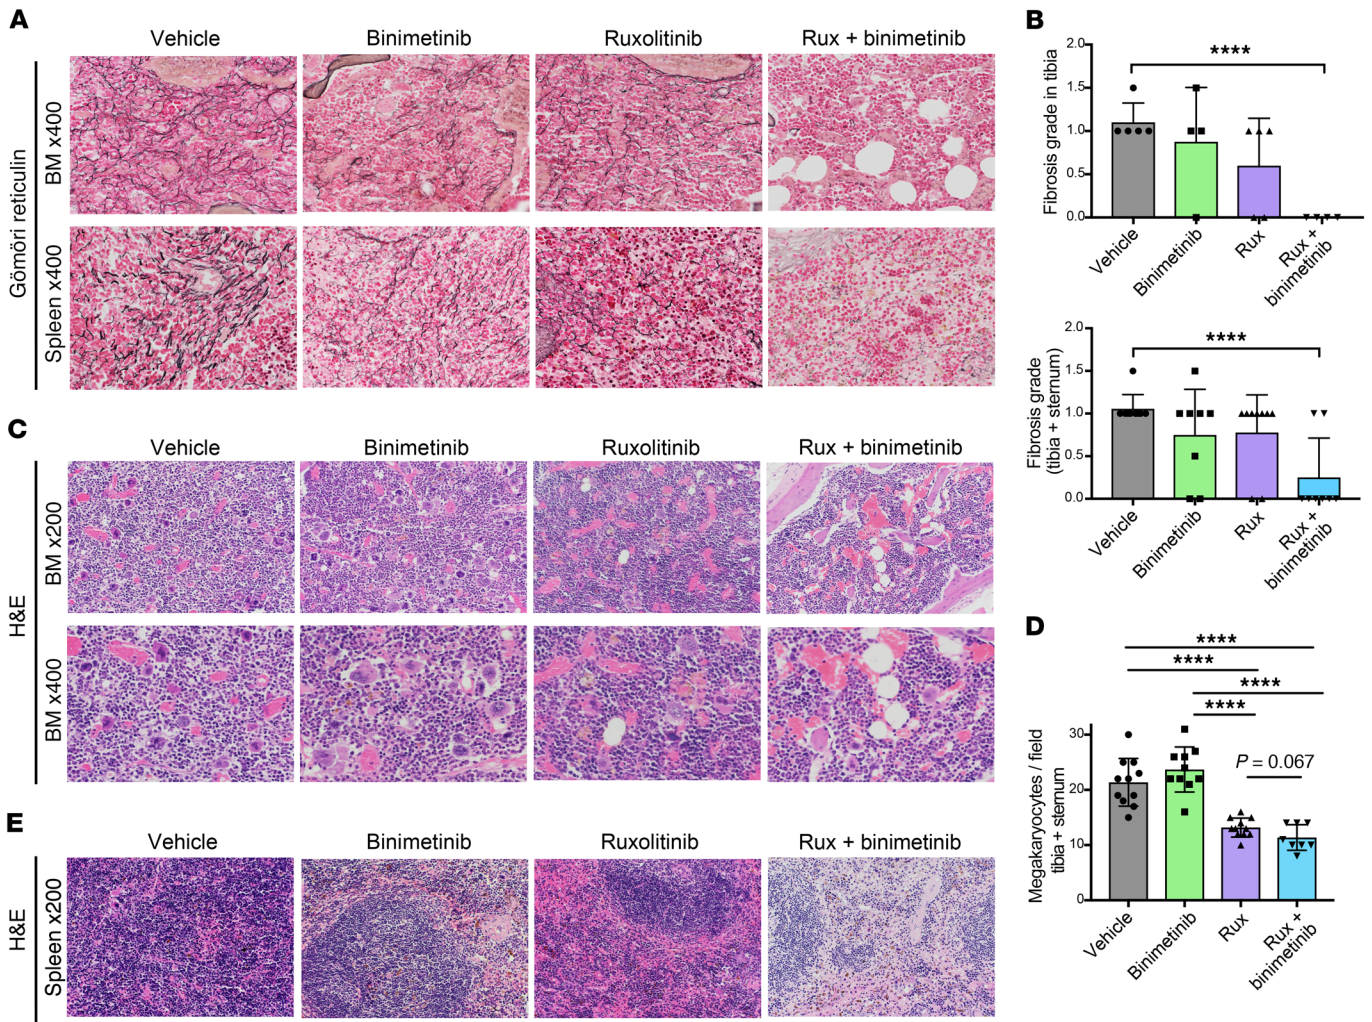 A
Vehicle
Binimetinib
Ruxolitinib
Rux + binimetinib
Gömöri reticulin
BM x400
Spleen x400
B
Fibrosis grade in tibia
2.0
1.5
1.0
0.5
0.0
****
Vehicle
Binimetinib
Rux
Rux +
binimetinib
Fibrosis grade
(tibia + sternum)
2.0
1.5
1.0
0.5
0.0
****
Vehicle
Binimetinib
Rux
Rux +
binimetinib
C
Vehicle
Binimetinib
Ruxolitinib
Rux + binimetinib
H&E
BM x200
BM x400
D
****
****
****
****
P = 0.067
Megakaryocytes / field
tibia + sternum
30
20
10
0
Vehicle
Binimetinib
Rux
Rux +
binimetinib
E
Vehicle
Binimetinib
Ruxolitinib
Rux + binimetinib
H&E
Spleen x200